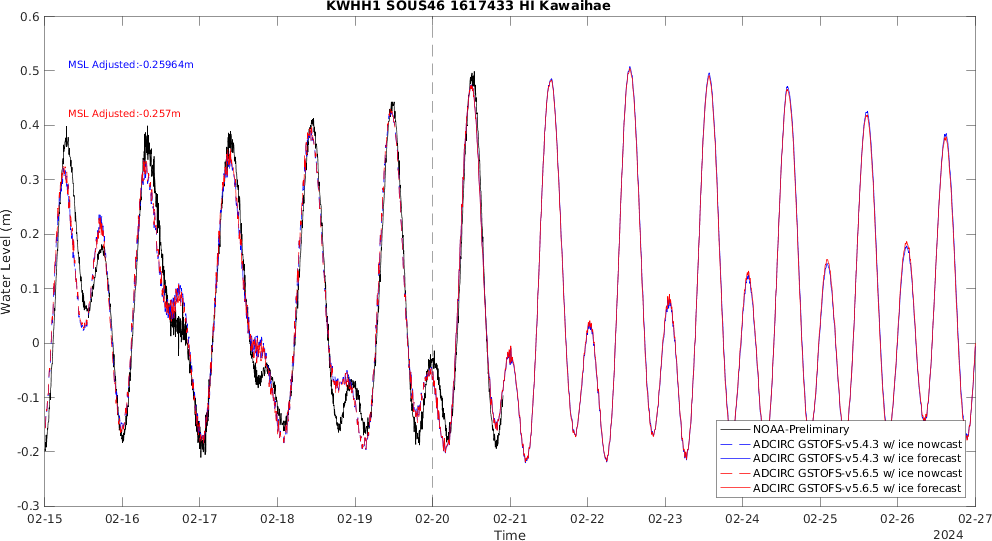 KWHH1 SOUS46 1617433 HI Kawaihae
0.6
0.5
0.4
0.3
0.2
0.1
0
-0.1
-0.2
-0.3
Water Level (m)
MSL Adjusted:-0.25964m
MSL Adjusted:-0.257m
NOAA-Preliminary
ADCIRC GSTOFS-v5.4.3 w/ ice nowcast
ADCIRC GSTOFS-v5.4.3 w/ ice forecast
ADCIRC GSTOFS-v5.6.5 w/ ice nowcast
ADCIRC GSTOFS-v5.6.5 w/ ice forecast
02-15 02-16 02-17 02-18 02-19 02-20 02-21 02-22 02-23 02-24 02-25 02-26 02-27
Time
2024